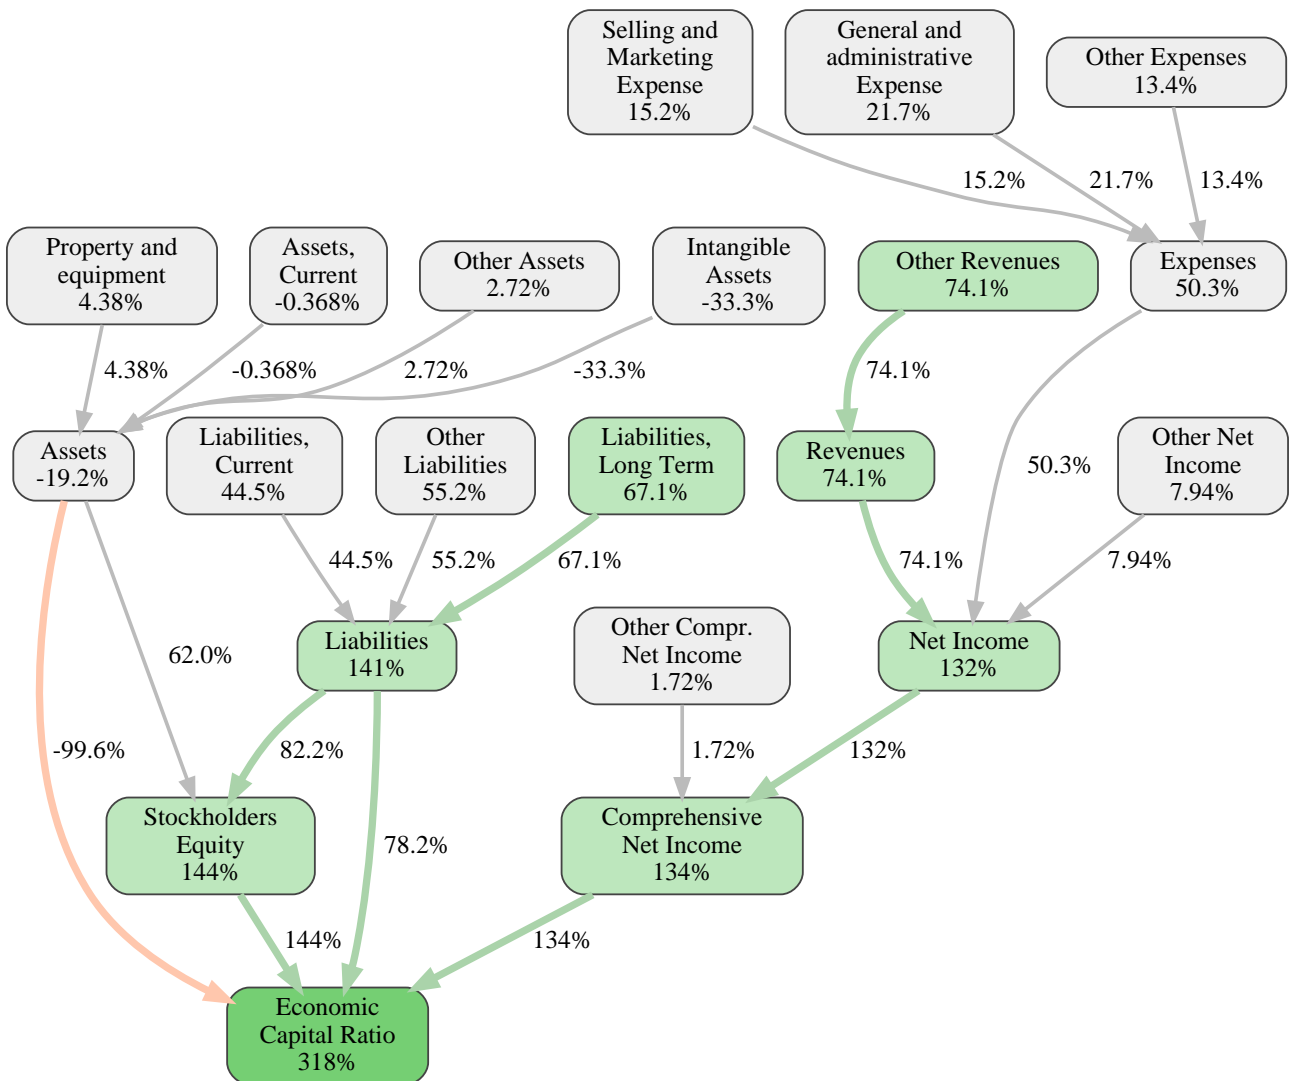 Selling and
Marketing
Expense
15.2%
General and
administrative
Expense
21.7%
Other Expenses
13.4%
15.2%
21.7%
13.4%
Property and
equipment
4.38%
Assets,
Current
-0.368%
Other Assets
2.72%
Intangible
Assets
-33.3%
Other Revenues
74.1%
Expenses
50.3%
4.38%
-0.368%
2.72%
-33.3%
74.1%
Assets
-19.2%
Liabilities,
Current
44.5%
Other
Liabilities
55.2%
Liabilities,
Long Term
67.1%
Revenues
74.1%
50.3%
Other Net
Income
7.94%
44.5%
55.2%
67.1%
74.1%
7.94%
62.0%
Liabilities
141%
Other Compr.
Net Income
1.72%
Net Income
132%
-99.6%
82.2%
1.72%
132%
Stockholders
Equity
144%
78.2%
Comprehensive
Net Income
134%
144%
134%
Economic
Capital Ratio
318%